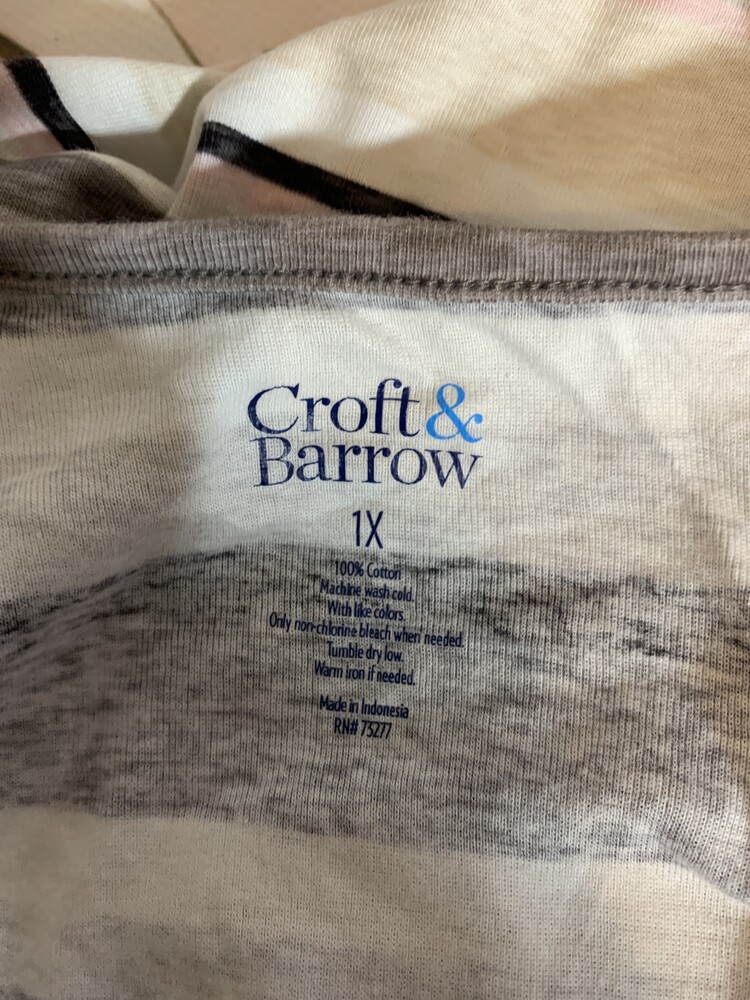 Croft &
Barrow
1X
100% Cotton
Machine wash cold.
With like colors.
Only non-chlorine bleach when needed.
Tumble dry low.
Warm iron if needed.
Made in Indonesia
RN# 73277